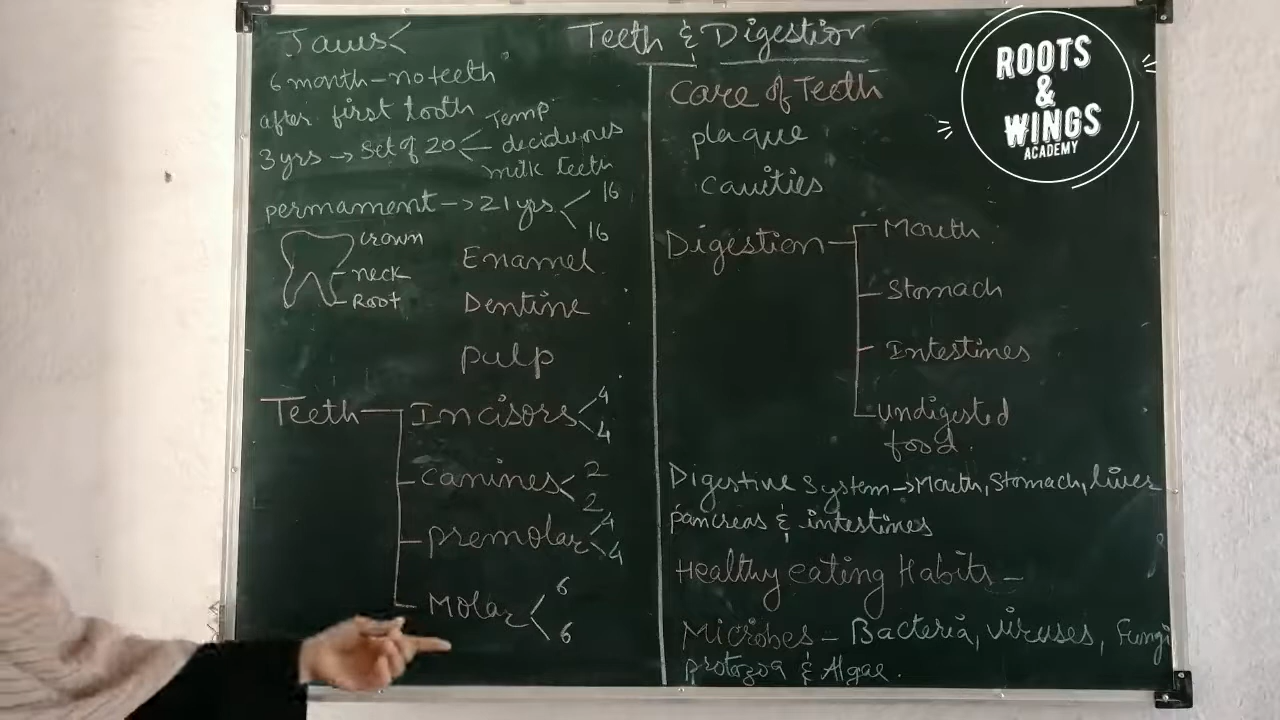 Teeth & Digestion
Jaws
6 month - no teeth
after first tooth
3 yrs → Set of 20
Temp
deciduous
milk teeth
permament → 21 yrs
16
16
crown
neck
Root
Enamel
Dentine
pulp
Teeth
Incisors 4
4
Canines 2
2
premolar 4
4
Molar 6
6
Care of Teeth
plaque
cavities
Digestion
Mouth
Stomach
Intestines
undigested
food.
Digestive System → Mouth, Stomach, liver
pancreas & intestines
Healthy eating Habits -
Microbes - Bacteria, viruses, Fungi
protozoa & Algae.
ROOTS
&
WINGS
ACADEMY